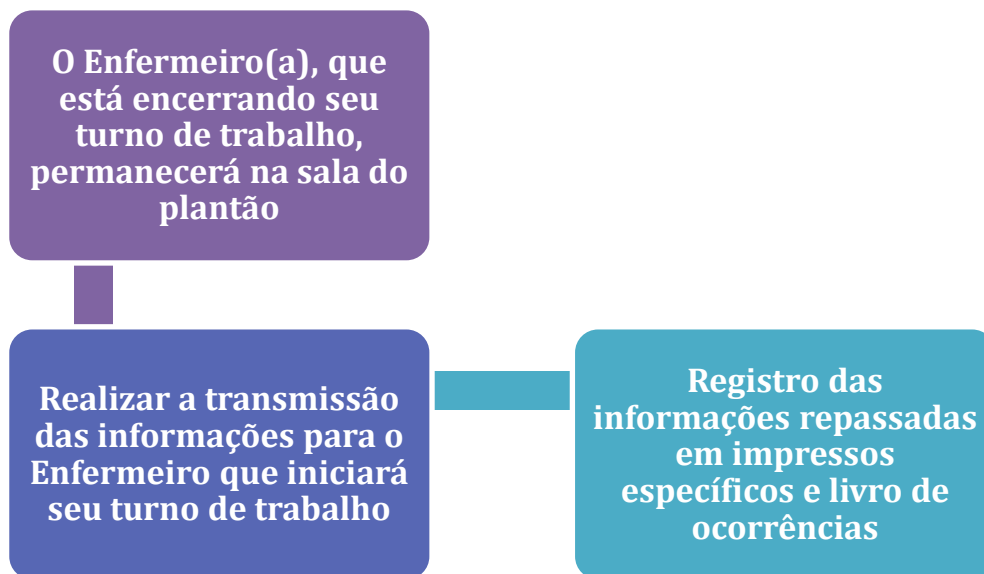 O Enfermeiro(a), que
está encerrando seu
turno de trabalho,
permanecerá na sala do
plantão
Realizar a transmissão
das informações para o
Enfermeiro que iniciará
seu turno de trabalho
Registro das
informações repassadas
em impressos
específicos e livro de
ocorrências